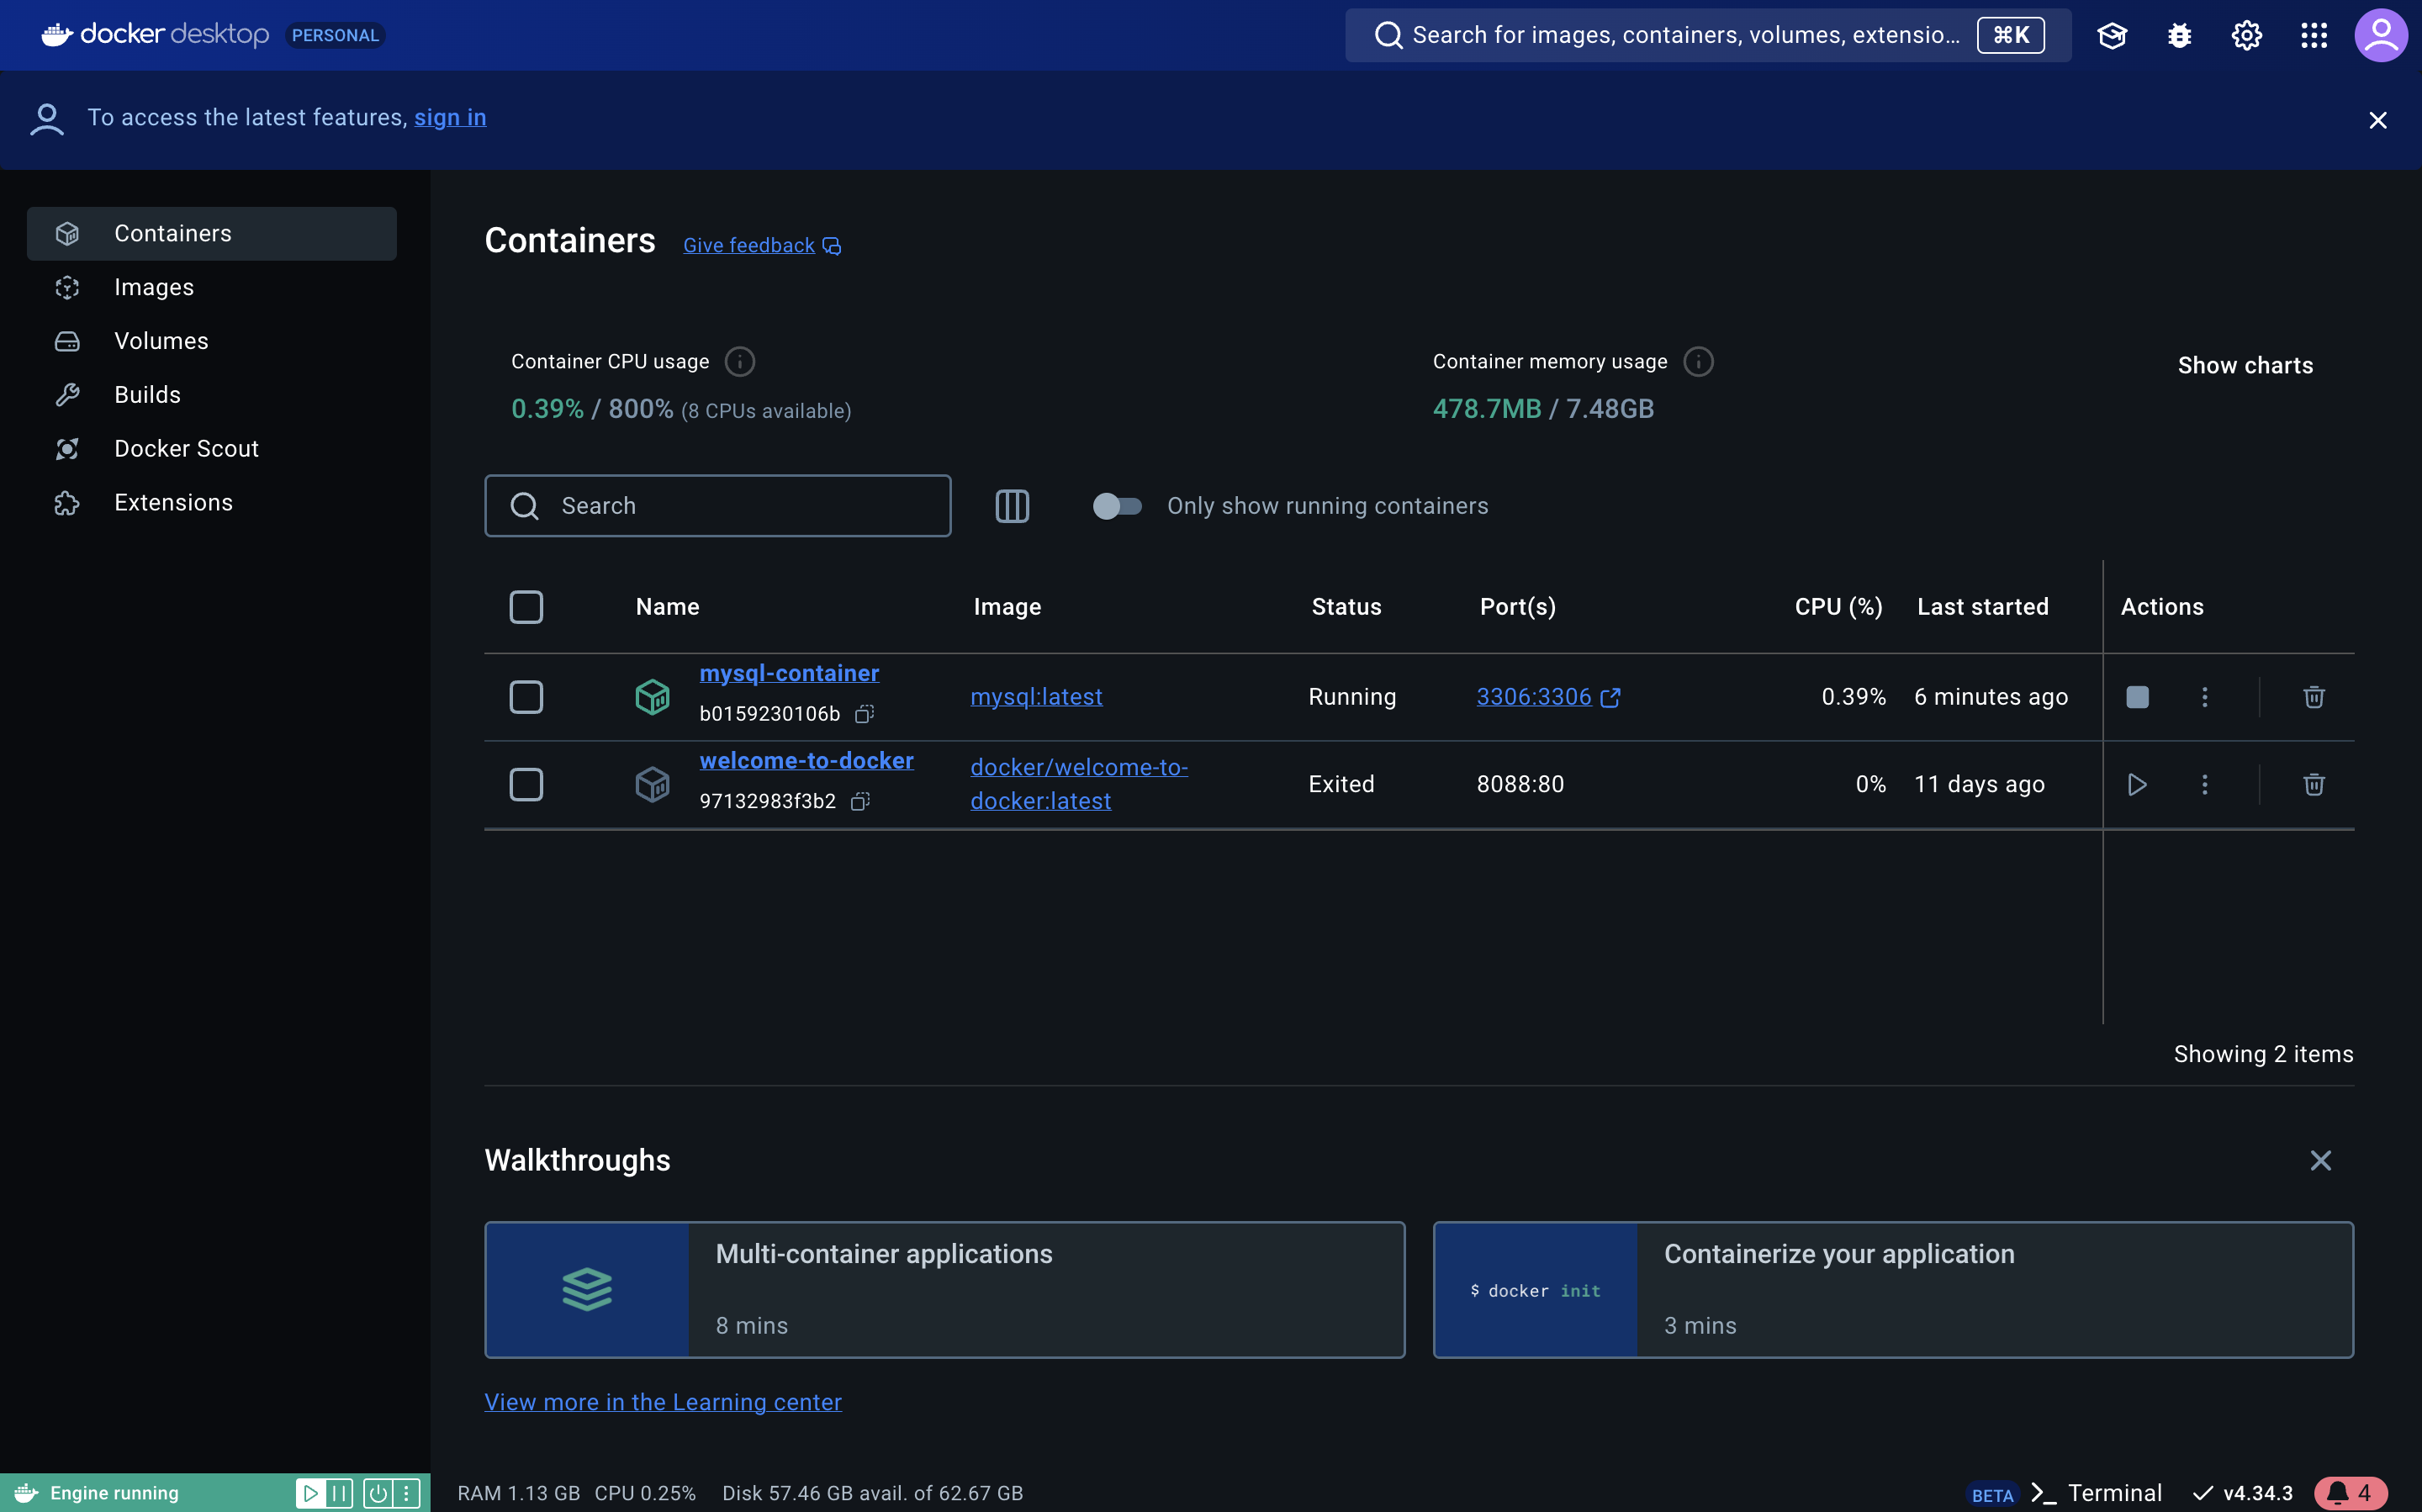 docker desktop PERSONAL
Search for images, containers, volumes, extensio... ⌘K
To access the latest features, sign in
Containers
Images
Volumes
Builds
Docker Scout
Extensions
Containers Give feedback
Container CPU usage
0.39% / 800% (8 CPUs available)
Container memory usage
478.7MB / 7.48GB
Show charts
Search
Only show running containers
Name Image Status Port(s) CPU (%) Last started Actions
mysql-container
b0159230106b
mysql:latest Running 3306:3306 0.39% 6 minutes ago
welcome-to-docker
97132983f3b2
docker/welcome-to-
docker:latest
Exited 8088:80 0% 11 days ago
Showing 2 items
Walkthroughs
Multi-container applications
8 mins
$ docker init
Containerize your application
3 mins
View more in the Learning center
Engine running
RAM 1.13 GB CPU 0.25% Disk 57.46 GB avail. of 62.67 GB
BETA >_ Terminal v4.34.3 4